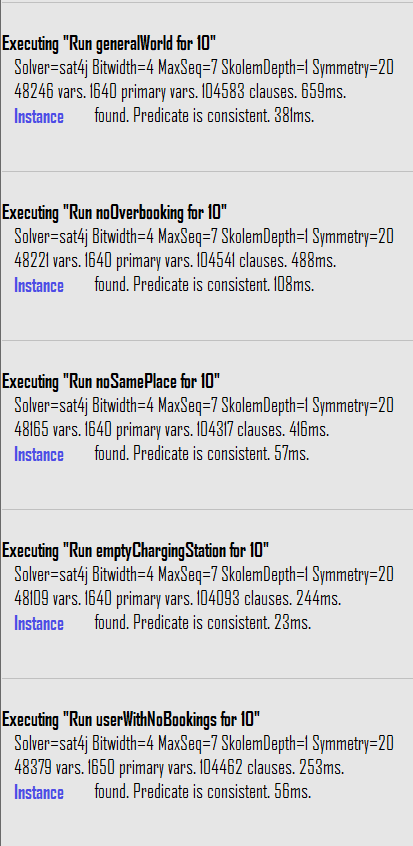 Executing "Run generalWorld for 10"
Solver=sat4j Bitwidth=4 MaxSeq=7 SkolemDepth=1 Symmetry=20
48246 vars. 1640 primary vars. 104583 clauses. 659ms.
Instance found. Predicate is consistent. 381ms.
Executing "Run noOverbooking for 10"
Solver=sat4j Bitwidth=4 MaxSeq=7 SkolemDepth=1 Symmetry=20
48221 vars. 1640 primary vars. 104541 clauses. 488ms.
Instance found. Predicate is consistent. 108ms.
Executing "Run noSamePlace for 10"
Solver=sat4j Bitwidth=4 MaxSeq=7 SkolemDepth=1 Symmetry=20
48165 vars. 1640 primary vars. 104317 clauses. 416ms.
Instance found. Predicate is consistent. 57ms.
Executing "Run emptyChargingStation for 10"
Solver=sat4j Bitwidth=4 MaxSeq=7 SkolemDepth=1 Symmetry=20
48109 vars. 1640 primary vars. 104093 clauses. 244ms.
Instance found. Predicate is consistent. 23ms.
Executing "Run userWithNoBookings for 10"
Solver=sat4j Bitwidth=4 MaxSeq=7 SkolemDepth=1 Symmetry=20
48379 vars. 1650 primary vars. 104462 clauses. 253ms.
Instance found. Predicate is consistent. 56ms.